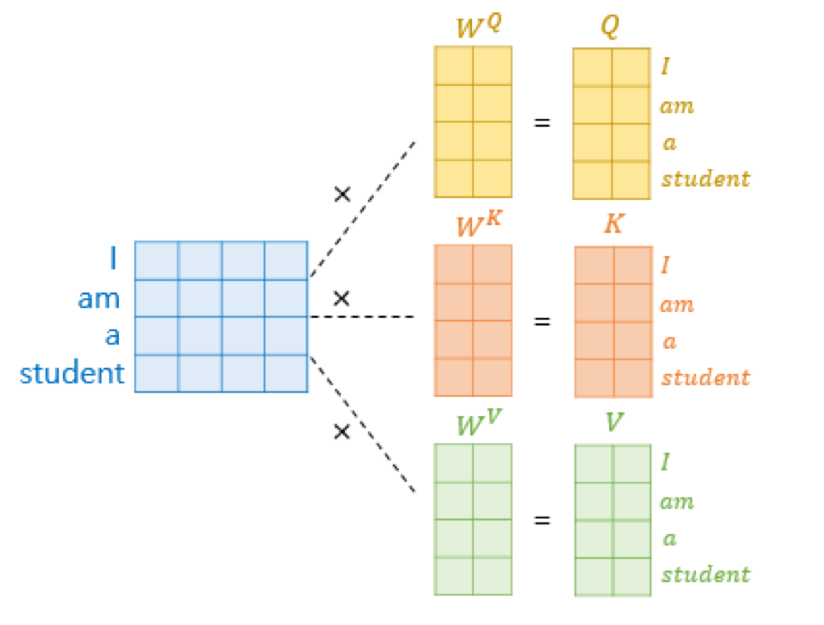 I
am
a
student
×
×
×
W^Q
=
Q
I
am
a
student
W^K
=
K
I
am
a
student
W^V
=
V
I
am
a
student